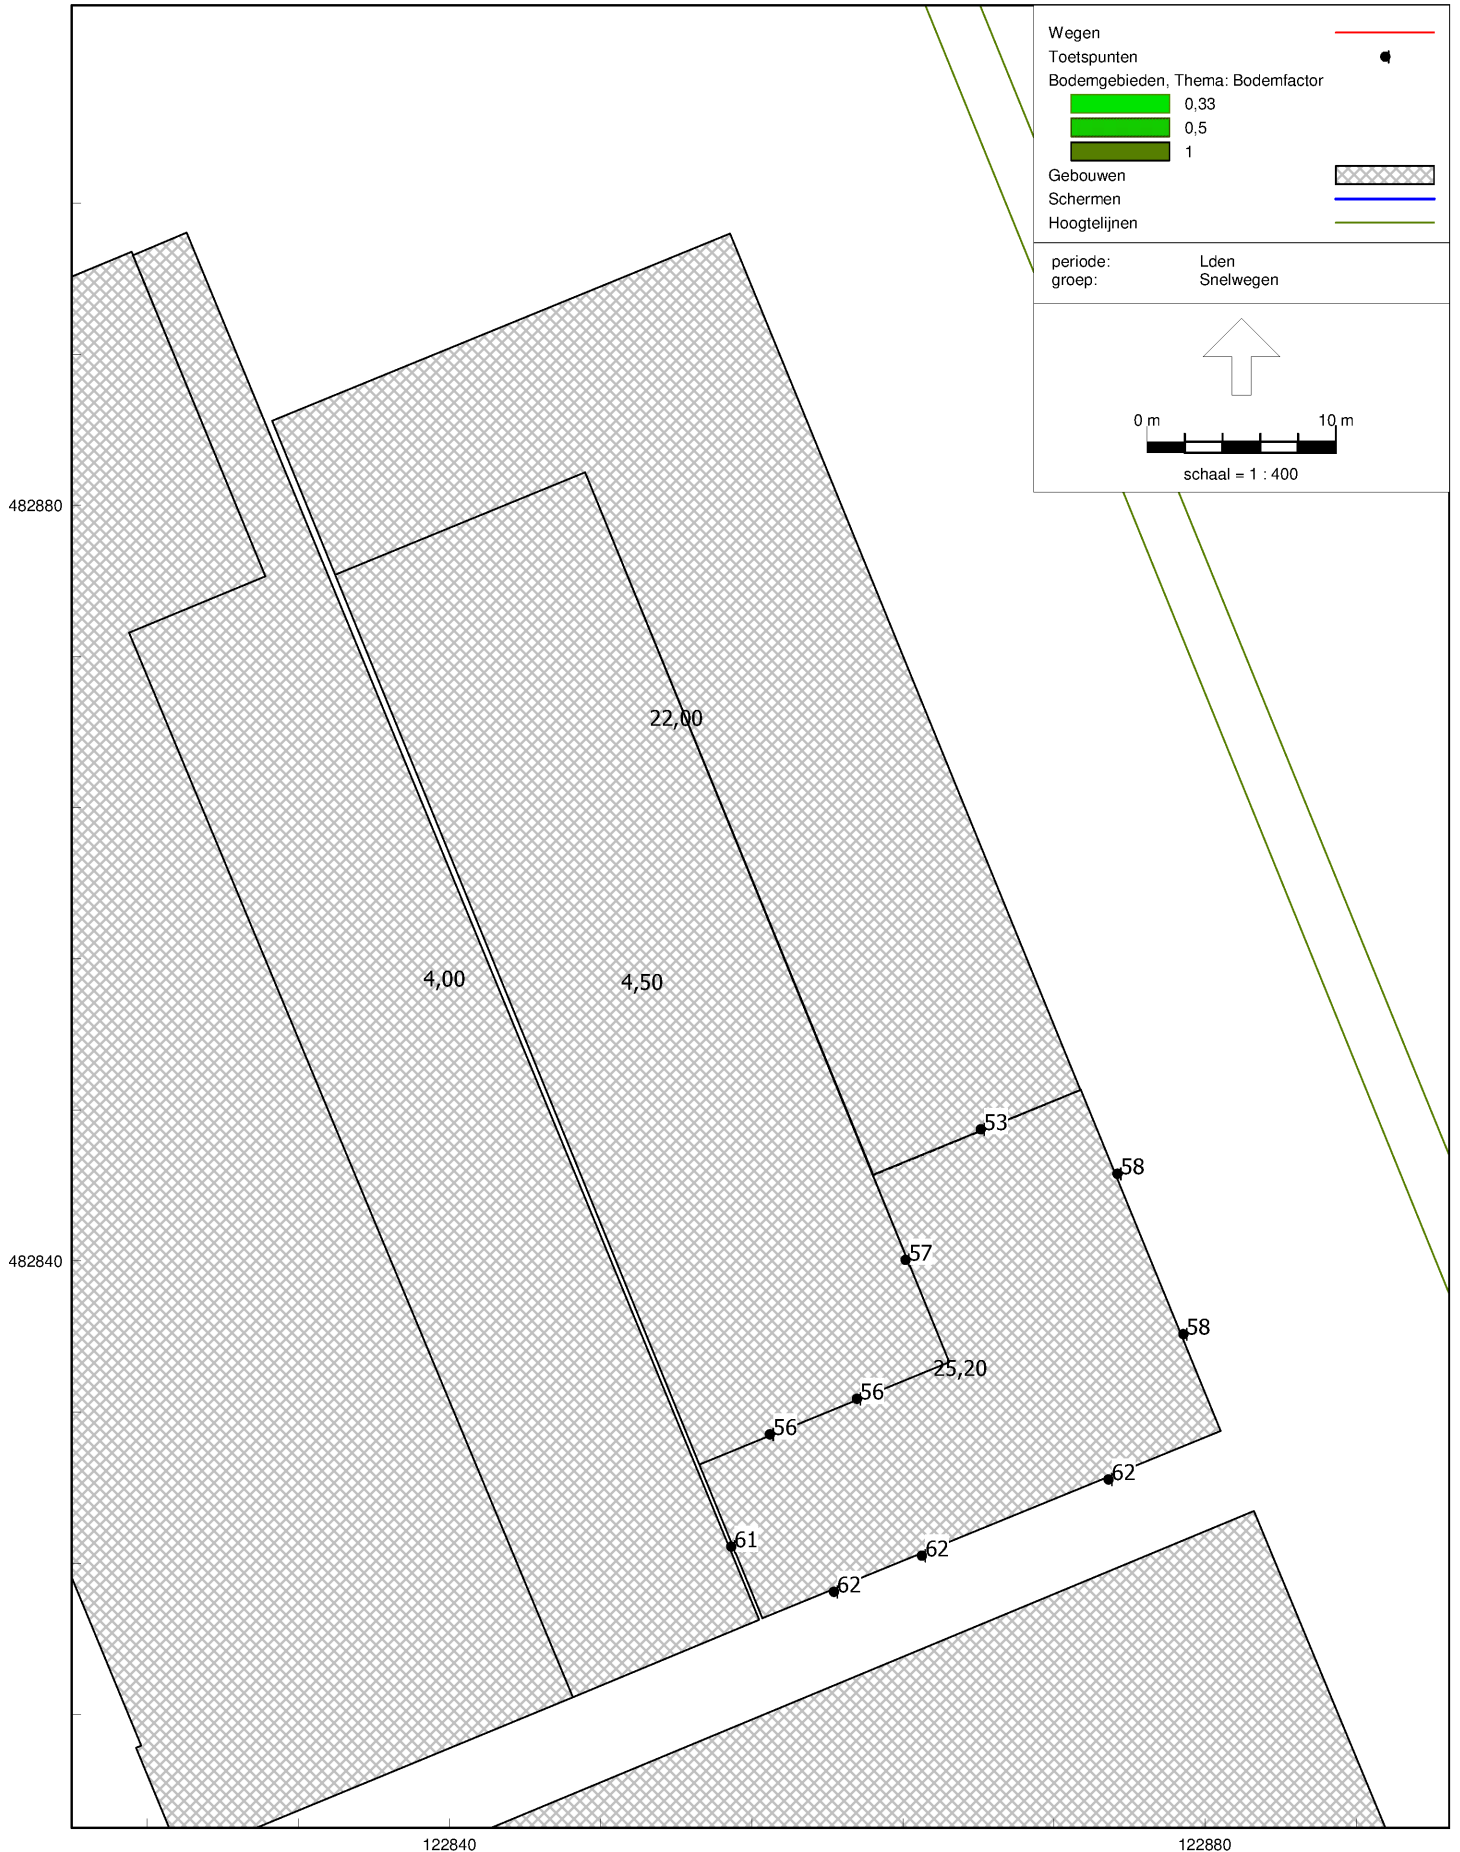 Wegen
Toetspunten
Bodemgebieden, Thema: Bodemfactor
0,33
0,5
1
Gebouwen
Schermen
Hoogtelijnen
periode: Lden
groep: Snelwegen
0 m 10 m
schaal = 1 : 400
482880
22,00
4,00 4,50
53
58
57
482840
58
25,20
56
56
62
61
62
62
122840 122880